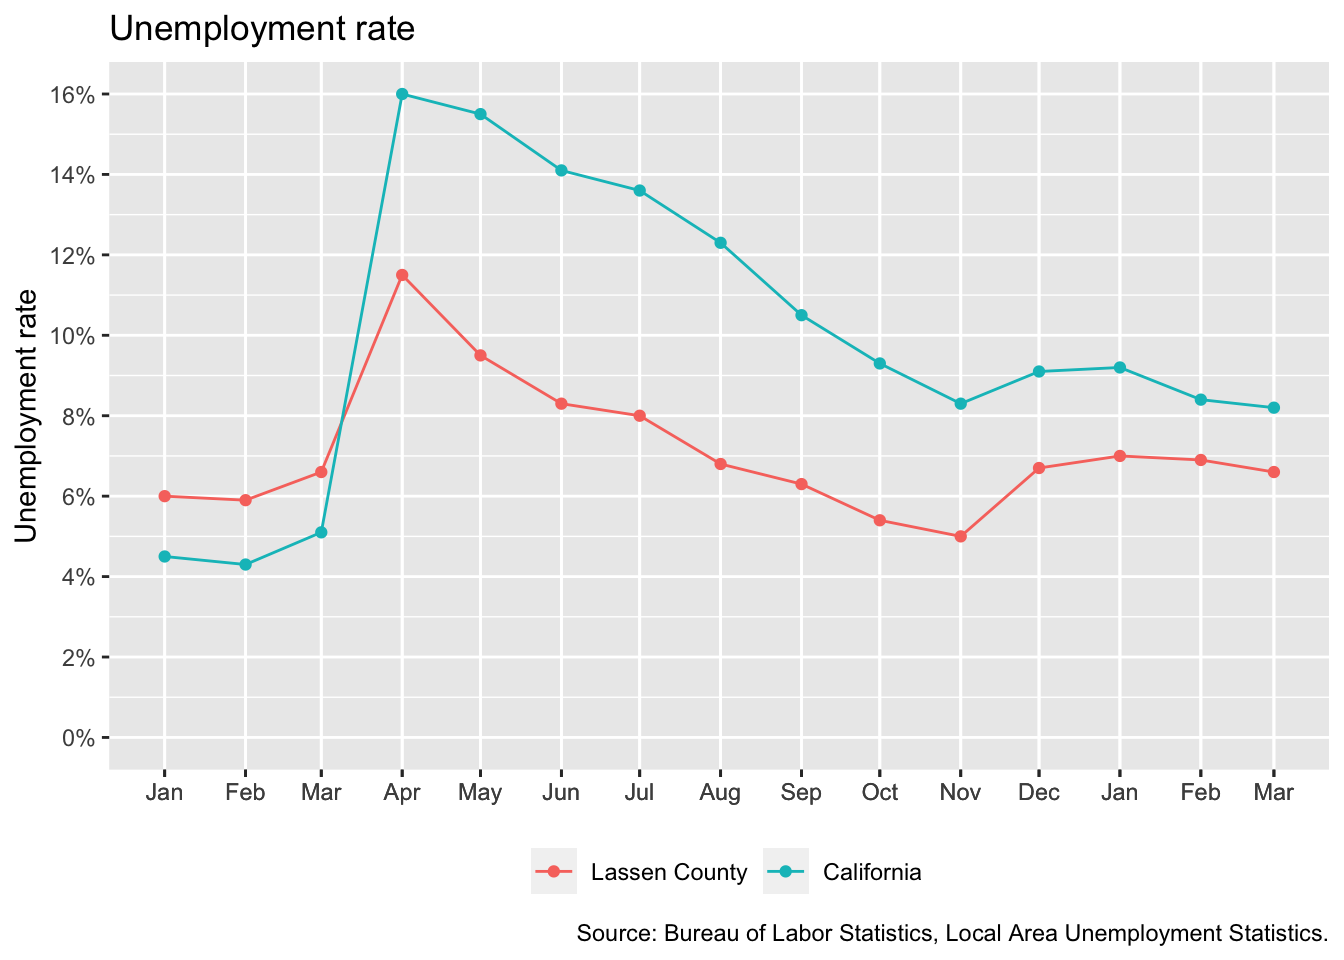 Unemployment rate
Unemployment rate
16%
14%
12%
10%
8%
6%
4%
2%
0%
Jan Feb Mar Apr May Jun Jul Aug Sep Oct Nov Dec Jan Feb Mar
Lassen County California
Source: Bureau of Labor Statistics, Local Area Unemployment Statistics.